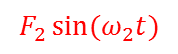 F₂ sin(ω₂t)